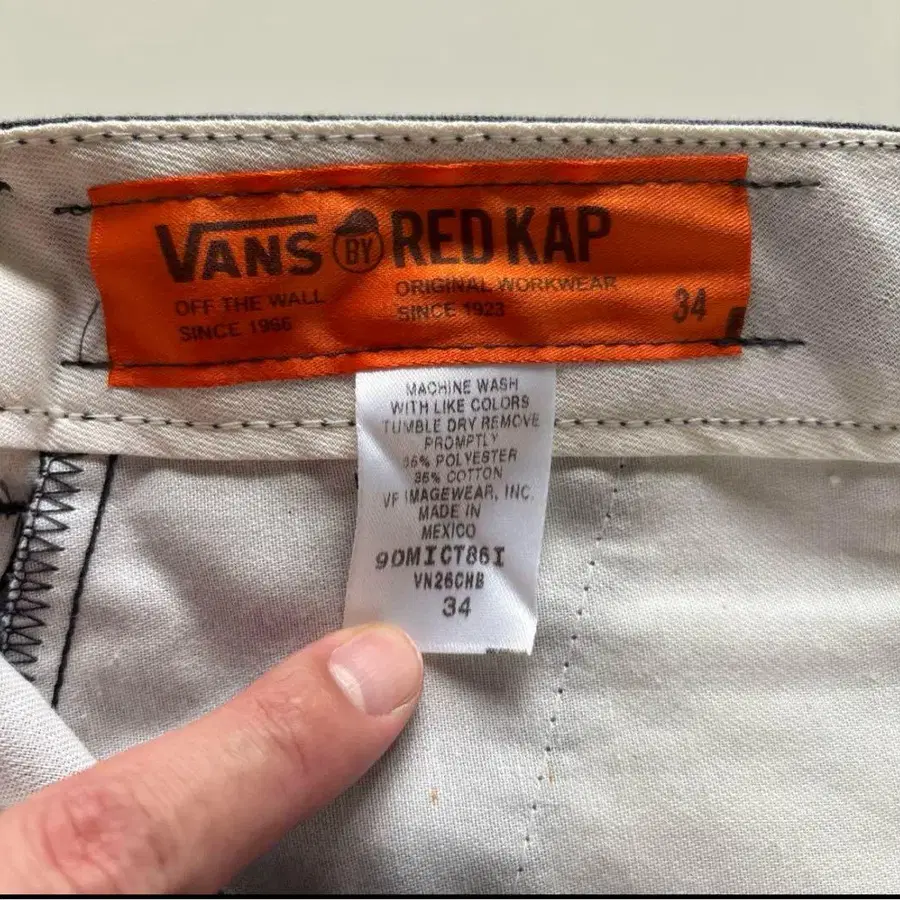 VANS BY RED KAP
OFF THE WALL
SINCE 1966
ORIGINAL WORKWEAR
SINCE 1923
34
MACHINE WASH
WITH LIKE COLORS
TUMBLE DRY REMOVE
PROMPTLY
65% POLYESTER
35% COTTON
VF IMAGEWEAR, INC.
MADE IN
MEXICO
90MICT86I
VN26CHB
34